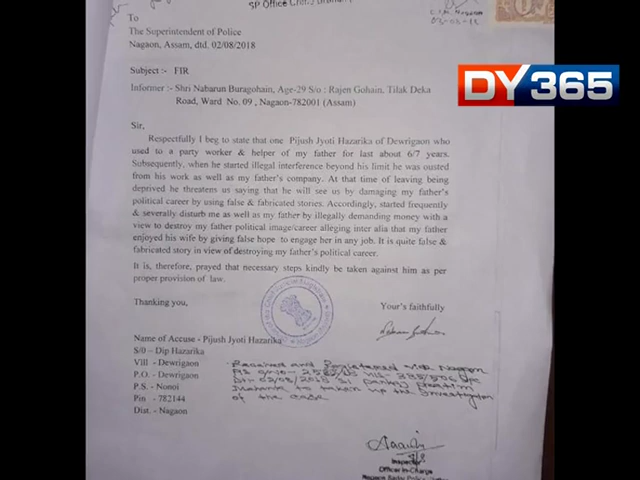 SP Office
To
The Superintendent of Police
Nagaon, Assam, dtd. 02/08/2018
DY365
Subject :- FIR
Informer :- Shri Nabarun Buragohain, Age-29 S/o : Rajen Gohain, Tilak Deka
Road, Ward No. 09 , Nagaon-782001 (Assam)
Sir,
Respectfully I beg to state that one Pijush Jyoti Hazarika of Dewrigaon who
used to a party worker & helper of my father for last about 6/7 years.
Subsequently, when he started illegal interference beyond his limit he was ousted
from his work as well as my father's company. At that time of leaving being
deprived he threatens us saying that he will see us by damaging my father's
political career by using false & fabricated stories. Accordingly, started frequently
& severally disturb me as well as my father by illegally demanding money with a
view to destroy my father political image/career alleging inter alia that my father
enjoyed his wife by giving false hope to engage her in any job. It is quite false &
fabricated story in view of destroying my father's political career.
It is, therefore, prayed that necessary steps kindly be taken against him as per
proper provision of law.
Thanking you,
Your's faithfully
Name of Accuse - Pijush Jyoti Hazarika
S/0 – Dip Hazarika
Vill - Dewrigaon
P.O. - Dewrigaon
P.S. - Nonoi
Pin - 782144
Dist. - Nagaon
Received and Registered vide Nagaon
to taken up the investigation
of the case
Inspector
Officer-in-Charge